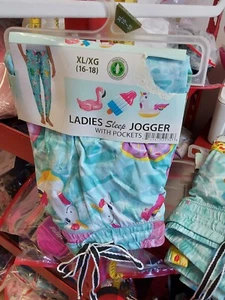 XL/XG
(16-18)
LADIES Sleep JOGGER
WITH POCKETS